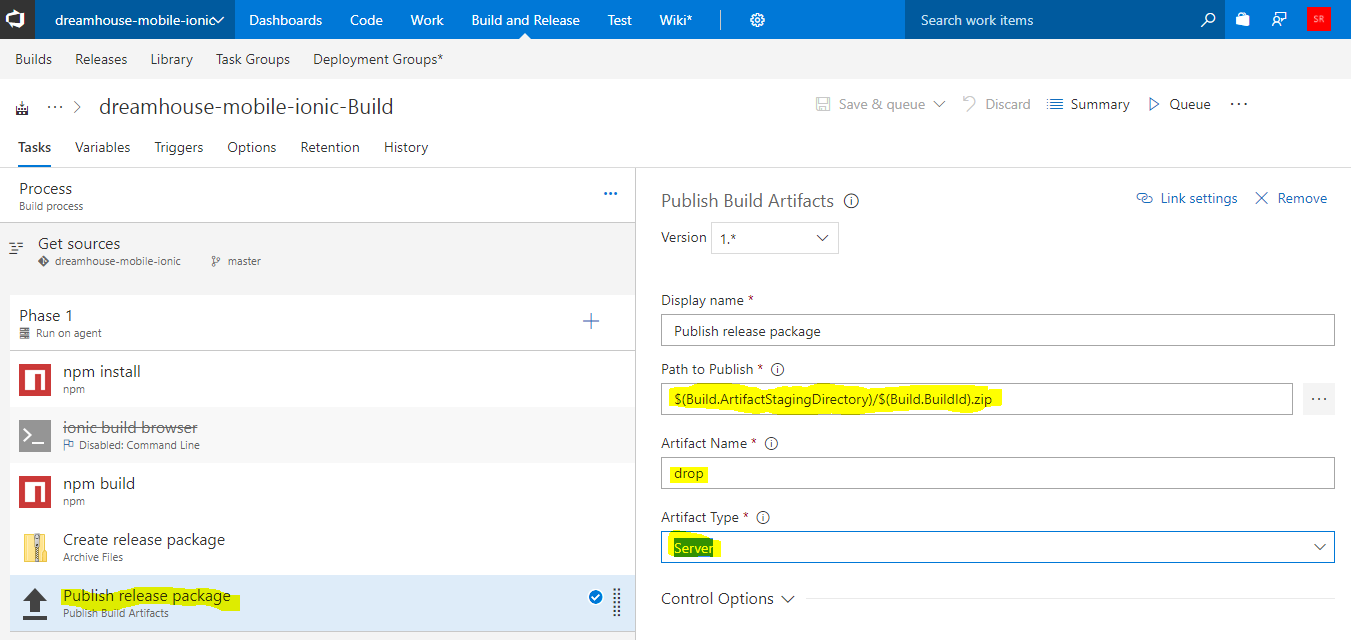 dreamhouse-mobile-ionic Dashboards Code Work Build and Release Test Wiki* Search work items SR
Builds Releases Library Task Groups Deployment Groups*
... > dreamhouse-mobile-ionic-Build Save & queue Discard Summary Queue ...
Tasks Variables Triggers Options Retention History
Process ...
Build process
Get sources
dreamhouse-mobile-ionic master
Phase 1
Run on agent
npm install
npm
ionic build browser
Disabled: Command Line
npm build
npm
Create release package
Archive Files
Publish release package
Publish Build Artifacts
Publish Build Artifacts Link settings Remove
Version 1.*
Display name *
Publish release package
Path to Publish *
$(Build.ArtifactStagingDirectory)/$(Build.BuildId).zip ...
Artifact Name *
drop
Artifact Type *
Server
Control Options